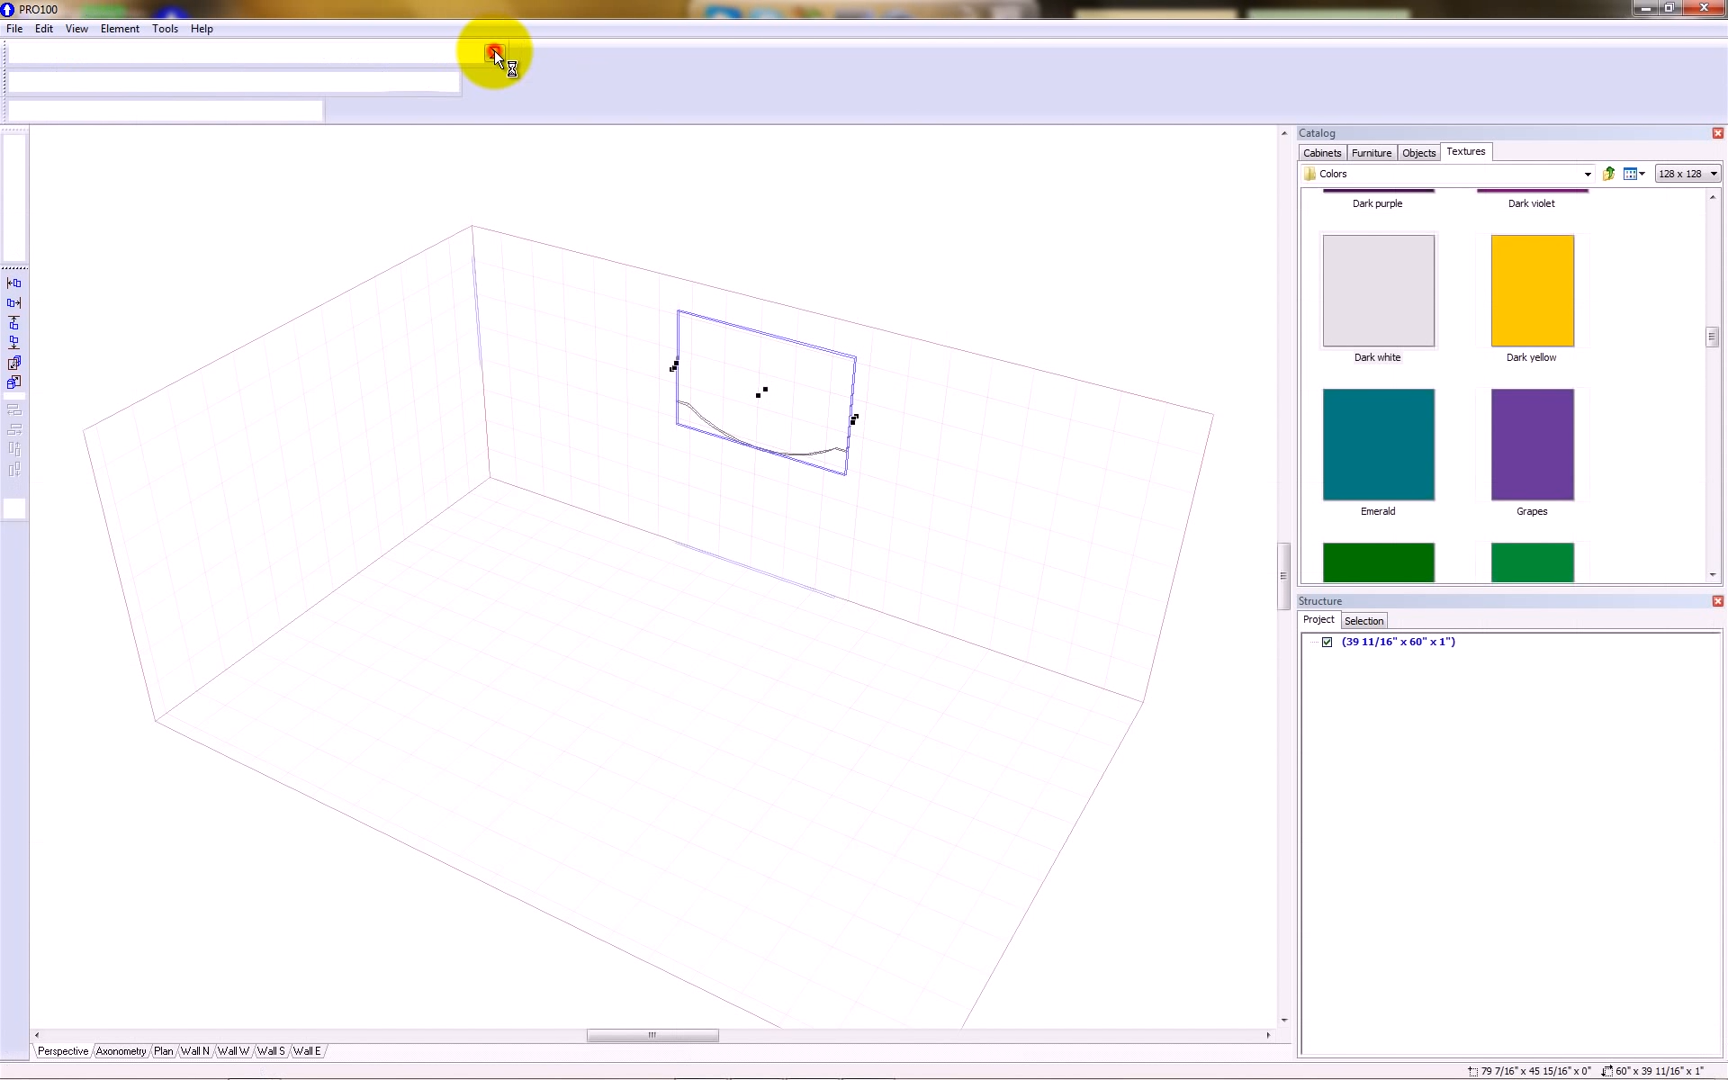 PRO100
File Edit View Element Tools Help
Catalog
Cabinets Furniture Objects Textures
Colors 128 x 128
Dark purple Dark violet
Dark white Dark yellow
Emerald Grapes
Structure
Project Selection
(39 11/16" x 60" x 1")
Perspective Axonometry Plan Wall N Wall W Wall S Wall E
79 7/16" x 45 15/16" x 0" 60" x 39 11/16" x 1"